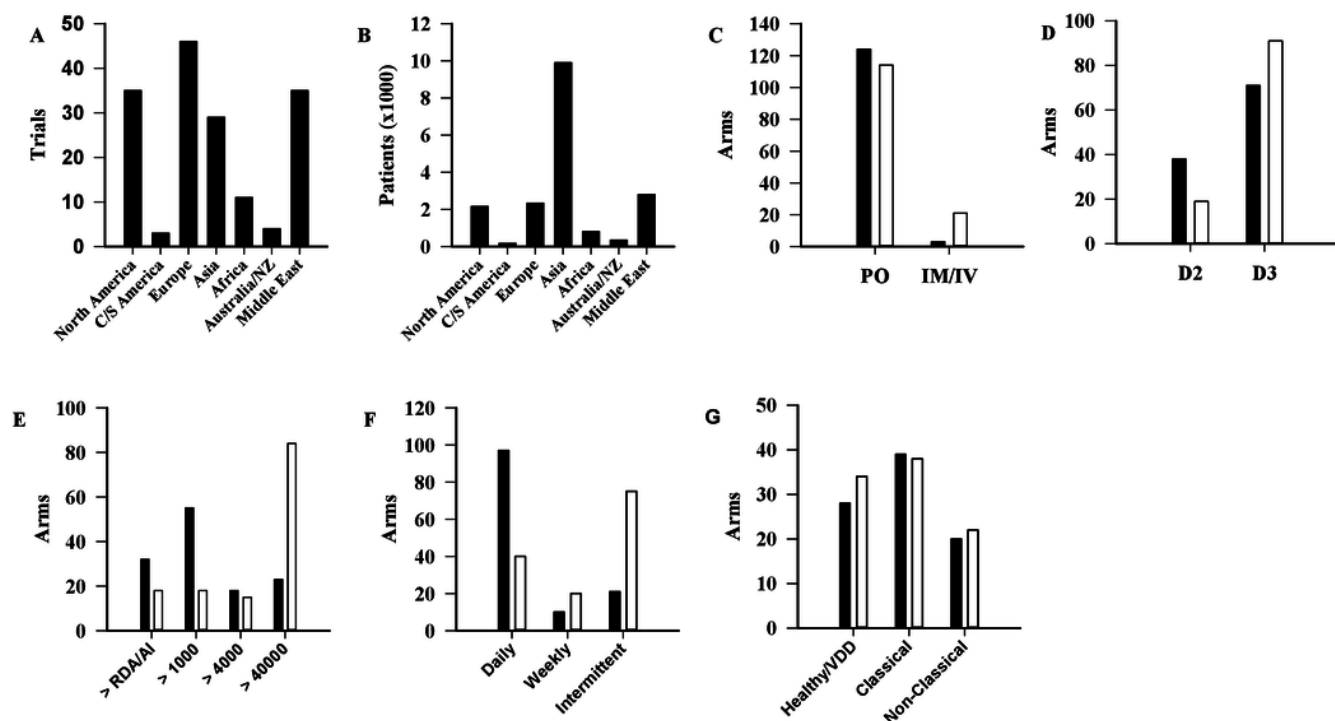 A
Trials
50
40
30
20
10
0
North America
C/S America
Europe
Asia
Africa
Australia/NZ
Middle East
B
Patients (x1000)
12
10
8
6
4
2
0
North America
C/S America
Europe
Asia
Africa
Australia/NZ
Middle East
C
Arms
140
120
100
80
60
40
20
0
PO IM/IV
D
Arms
100
80
60
40
20
0
D2 D3
E
Arms
100
80
60
40
20
0
> RDA/AI
> 1000
> 4000
> 40000
F
Arms
120
100
80
60
40
20
0
Daily
Weekly
Intermittent
G
Arms
50
40
30
20
10
0
Healthy/VDD
Classical
Non-Classical